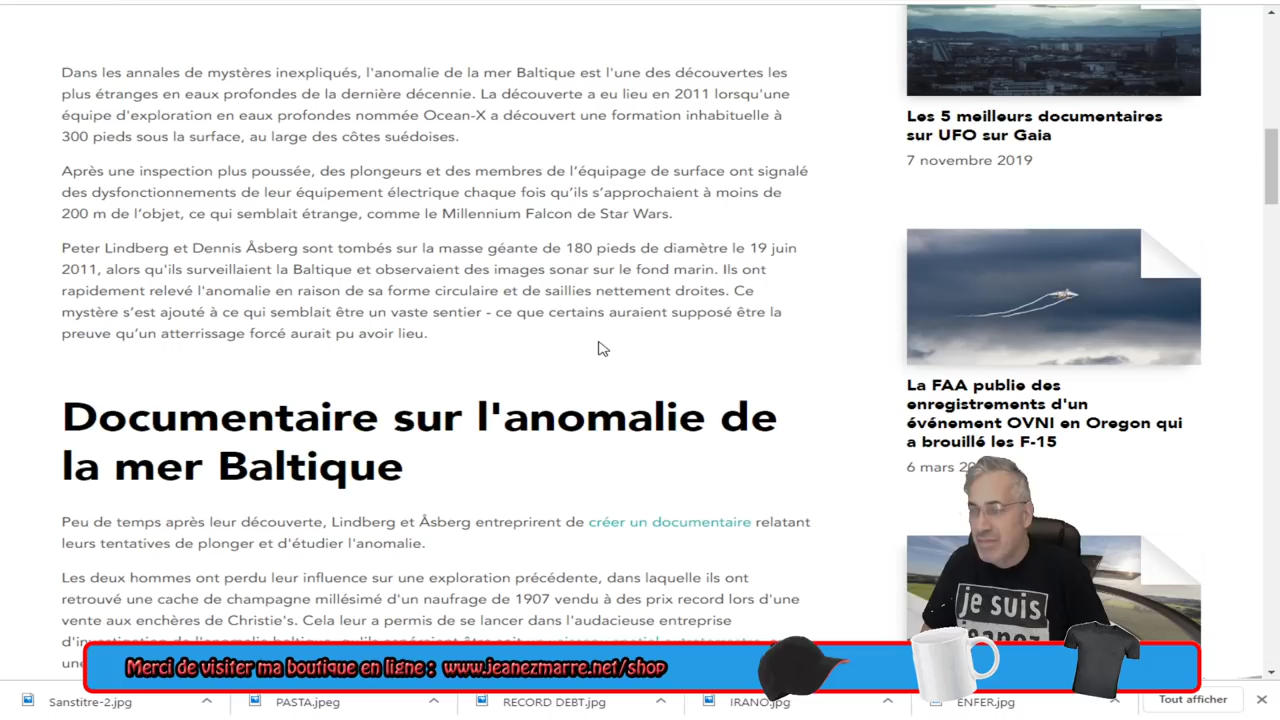 Dans les annales de mystères inexpliqués, l'anomalie de la mer Baltique est l'une des découvertes les
plus étranges en eaux profondes de la dernière décennie. La découverte a eu lieu en 2011 lorsqu'une
équipe d'exploration en eaux profondes nommée Ocean-X a découvert une formation inhabituelle à
300 pieds sous la surface, au large des côtes suédoises.
Après une inspection plus poussée, des plongeurs et des membres de l'équipage de surface ont signalé
des dysfonctionnements de leur équipement électrique chaque fois qu'ils s'approchaient à moins de
200 m de l'objet, ce qui semblait étrange, comme le Millennium Falcon de Star Wars.
Peter Lindberg et Dennis Åsberg sont tombés sur la masse géante de 180 pieds de diamètre le 19 juin
2011, alors qu'ils surveillaient la Baltique et observaient des images sonar sur le fond marin. Ils ont
rapidement relevé l'anomalie en raison de sa forme circulaire et de saillies nettement droites. Ce
mystère s'est ajouté à ce qui semblait être un vaste sentier - ce que certains auraient supposé être la
preuve qu'un atterrissage forcé aurait pu avoir lieu.
Documentaire sur l'anomalie de
la mer Baltique
Peu de temps après leur découverte, Lindberg et Åsberg entreprirent de créer un documentaire relatant
leurs tentatives de plonger et d'étudier l'anomalie.
Les deux hommes ont perdu leur influence sur une exploration précédente, dans laquelle ils ont
retrouvé une cache de champagne millésimé d'un naufrage de 1907 vendu à des prix record lors d'une
vente aux enchères de Christie's. Cela leur a permis de se lancer dans l'audacieuse entreprise
Les 5 meilleurs documentaires
sur UFO sur Gaia
7 novembre 2019
La FAA publie des
enregistrements d'un
événement OVNI en Oregon qui
a brouillé les F-15
6 mars
je suis
jeanez
Merci de visiter ma boutique en ligne : www.jeanezmarre.net/shop
Sanstitre-2.jpg
PASTA.jpeg
RECORD DEBT.jpg
IRANO.jpg
ENFER.jpg
Tout afficher